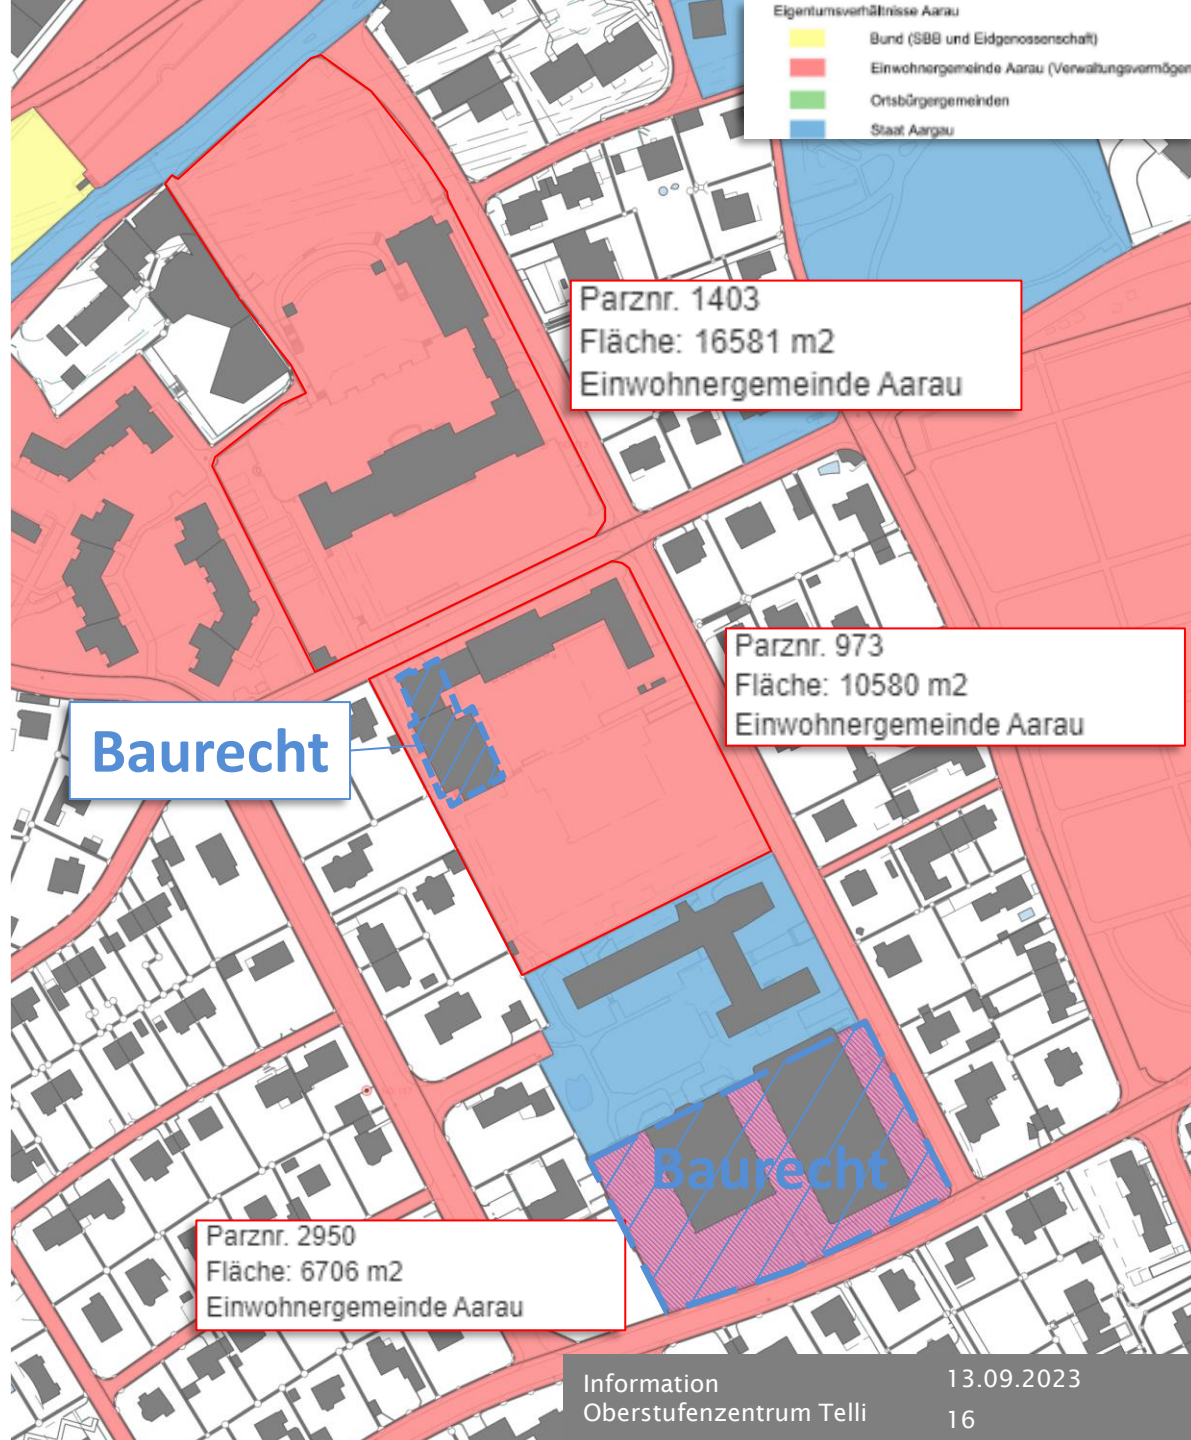 Eigentumsverhältnisse Aarau
Bund (SBB und Eidgenossenschaft)
Einwohnergemeinde Aarau (Verwaltungsvermögen
Ortsbürgergemeinden
Staat Aargau
Parznr. 1403
Fläche: 16581 m2
Einwohnergemeinde Aarau
Parznr. 973
Fläche: 10580 m2
Einwohnergemeinde Aarau
Baurecht
Baurecht
Parznr. 2950
Fläche: 6706 m2
Einwohnergemeinde Aarau
Information
Oberstufenzentrum Telli
13.09.2023
16